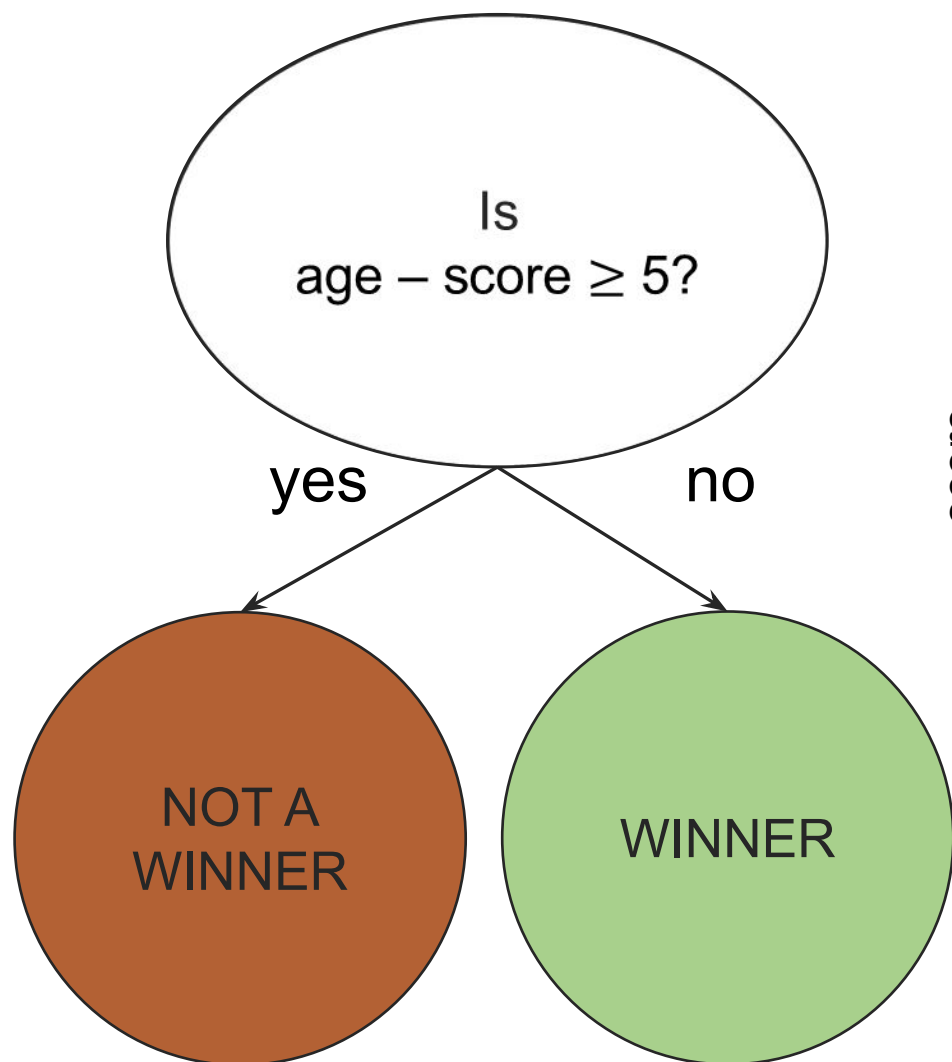 Is
age – score ≥ 5?
yes
no
NOT A
WINNER
WINNER